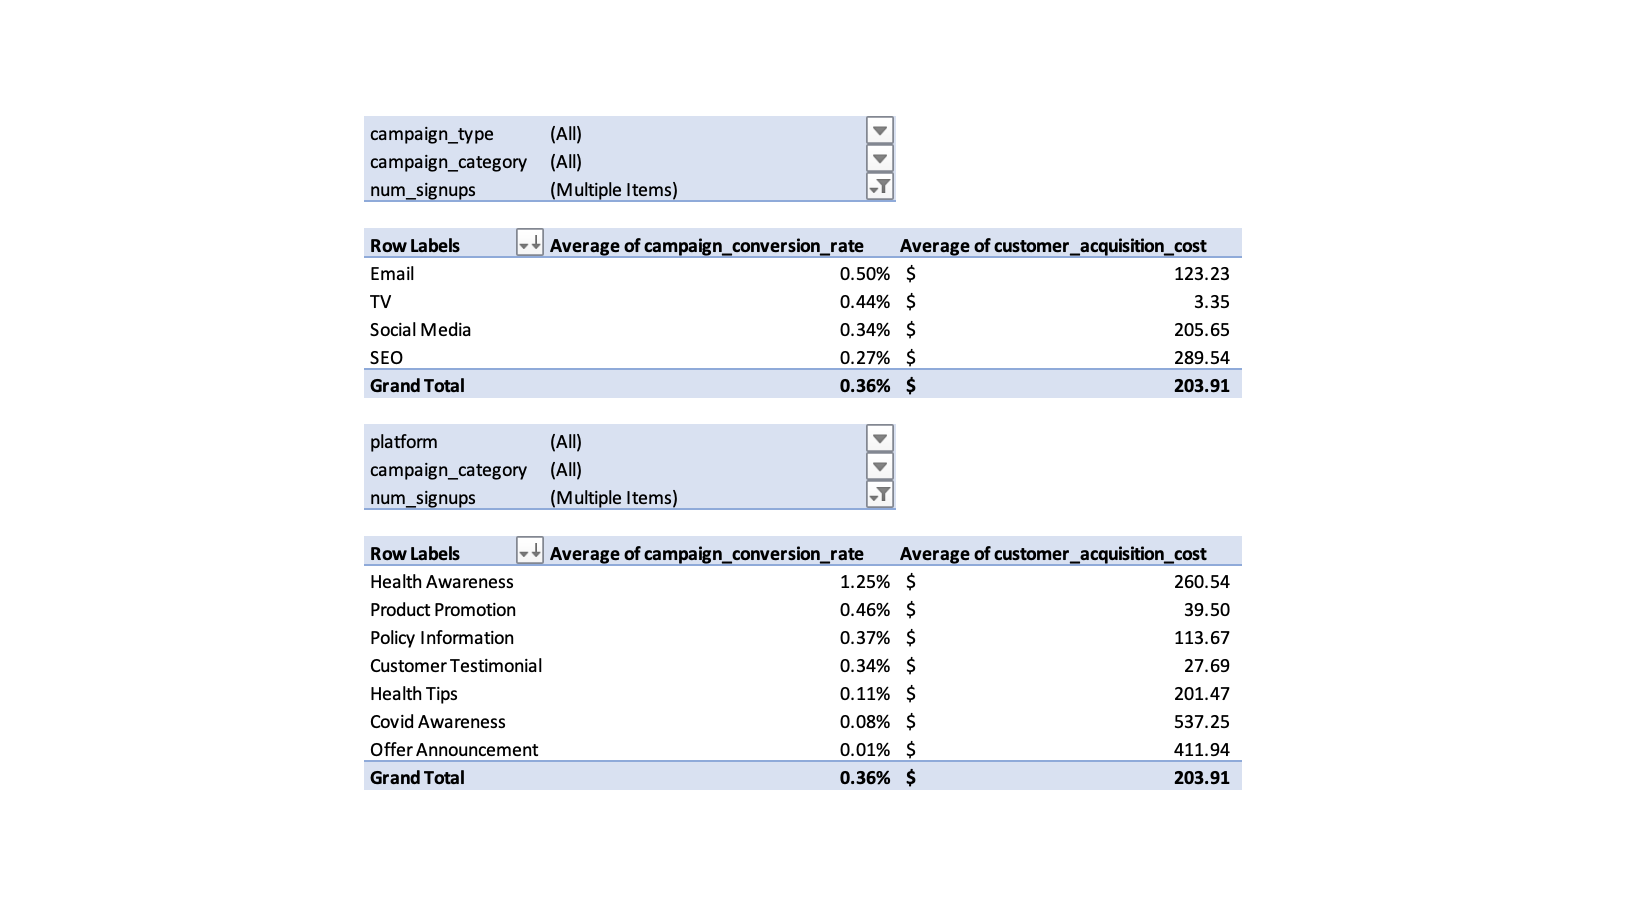 campaign_type (All)
campaign_category (All)
num_signups (Multiple Items)
Row Labels Average of campaign_conversion_rate Average of customer_acquisition_cost
Email 0.50% $ 123.23
TV 0.44% $ 3.35
Social Media 0.34% $ 205.65
SEO 0.27% $ 289.54
Grand Total 0.36% $ 203.91
platform (All)
campaign_category (All)
num_signups (Multiple Items)
Row Labels Average of campaign_conversion_rate Average of customer_acquisition_cost
Health Awareness 1.25% $ 260.54
Product Promotion 0.46% $ 39.50
Policy Information 0.37% $ 113.67
Customer Testimonial 0.34% $ 27.69
Health Tips 0.11% $ 201.47
Covid Awareness 0.08% $ 537.25
Offer Announcement 0.01% $ 411.94
Grand Total 0.36% $ 203.91